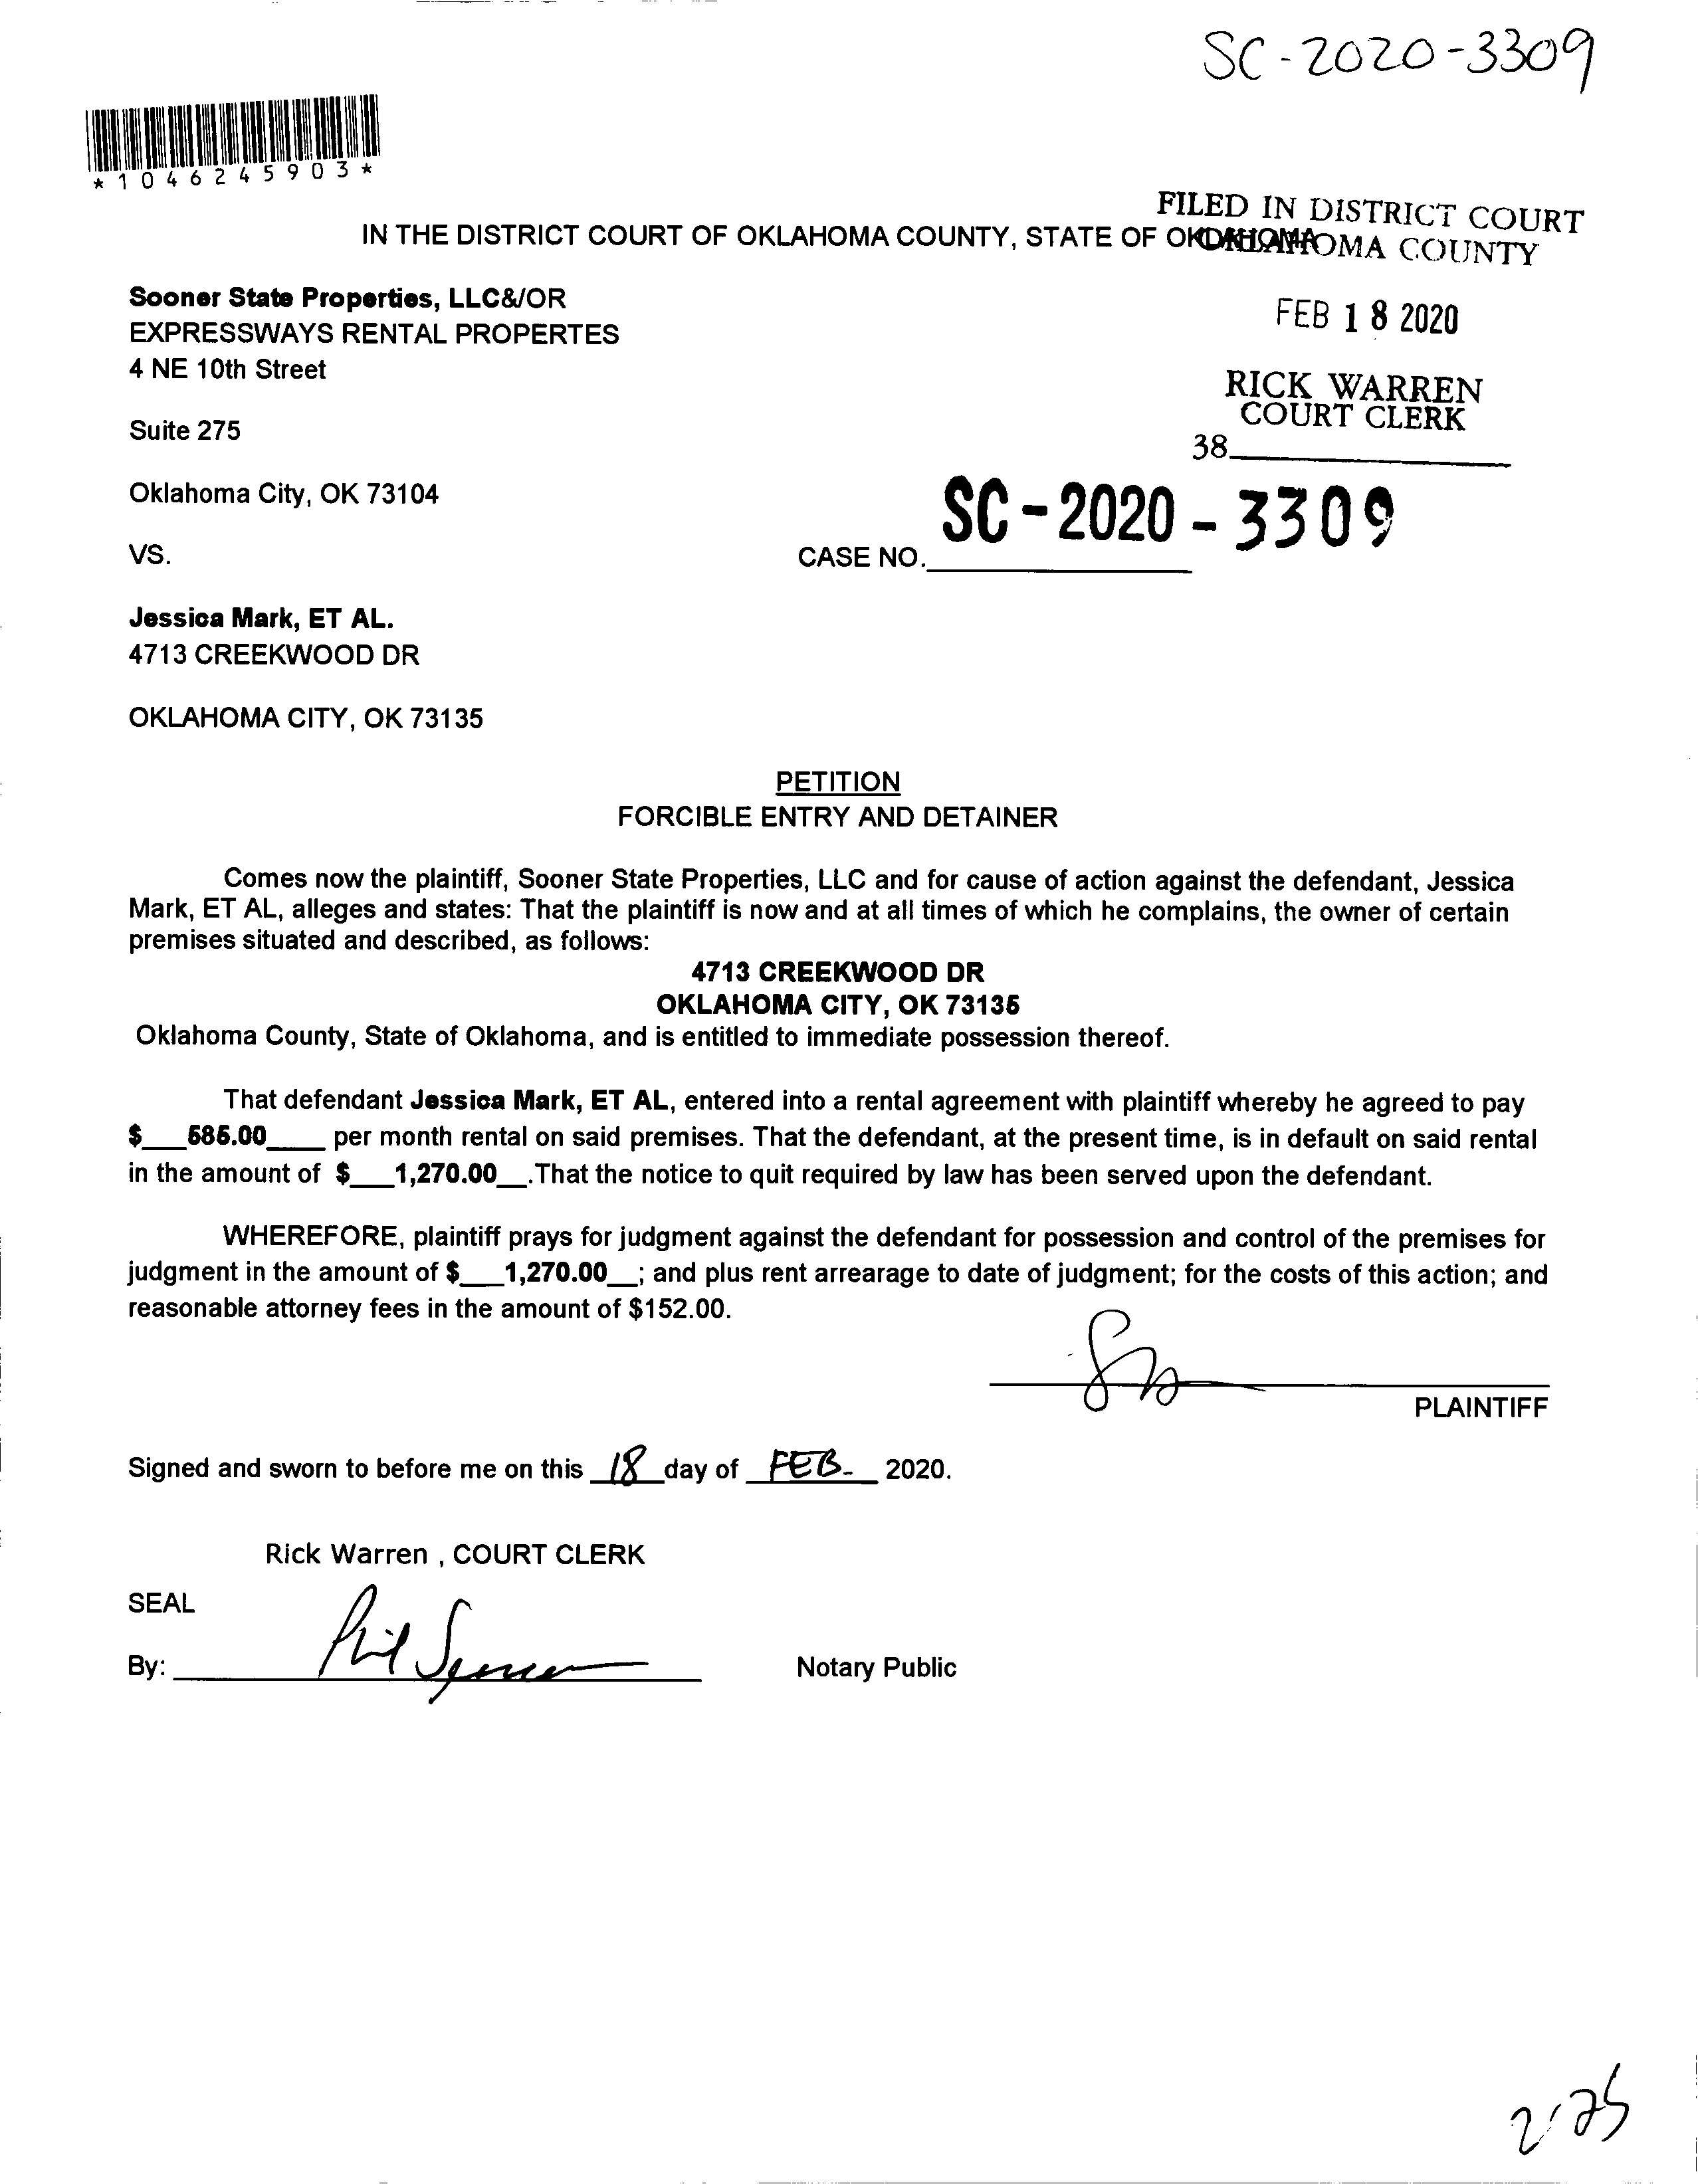 SC-2020-3309
*1046245903*
FILED IN DISTRICT COURT
OKLAHOMA COUNTY
IN THE DISTRICT COURT OF OKLAHOMA COUNTY, STATE OF OKLAHOMA
Sooner State Properties, LLC&/OR
EXPRESSWAYS RENTAL PROPERTES
FEB 18 2020
4 NE 10th Street
RICK WARREN
COURT CLERK
Suite 275
38
Oklahoma City, OK 73104
SC-2020-3309
VS.
CASE NO.
Jessica Mark, ET AL.
4713 CREEKWOOD DR
OKLAHOMA CITY, OK 73135
PETITION
FORCIBLE ENTRY AND DETAINER
Comes now the plaintiff, Sooner State Properties, LLC and for cause of action against the defendant, Jessica
Mark, ET AL, alleges and states: That the plaintiff is now and at all times of which he complains, the owner of certain
premises situated and described, as follows:
4713 CREEKWOOD DR
OKLAHOMA CITY, OK 73135
Oklahoma County, State of Oklahoma, and is entitled to immediate possession thereof.
That defendant Jessica Mark, ET AL, entered into a rental agreement with plaintiff whereby he agreed to pay
$___585.00____ per month rental on said premises. That the defendant, at the present time, is in default on said rental
in the amount of $___1,270.00__.That the notice to quit required by law has been served upon the defendant.
WHEREFORE, plaintiff prays for judgment against the defendant for possession and control of the premises for
judgment in the amount of $___1,270.00__; and plus rent arrearage to date of judgment; for the costs of this action; and
reasonable attorney fees in the amount of $152.00.
PLAINTIFF
Signed and sworn to before me on this 18 day of FEB- 2020.
Rick Warren , COURT CLERK
SEAL
By: Notary Public